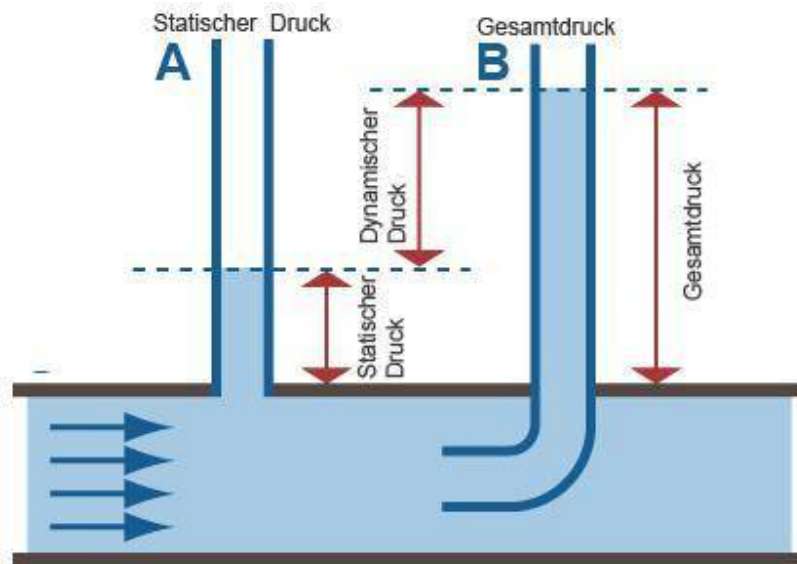 Statischer Druck
A
Gesamtdruck
B
Dynamischer
Druck
Statischer
Druck
Gesamtdruck